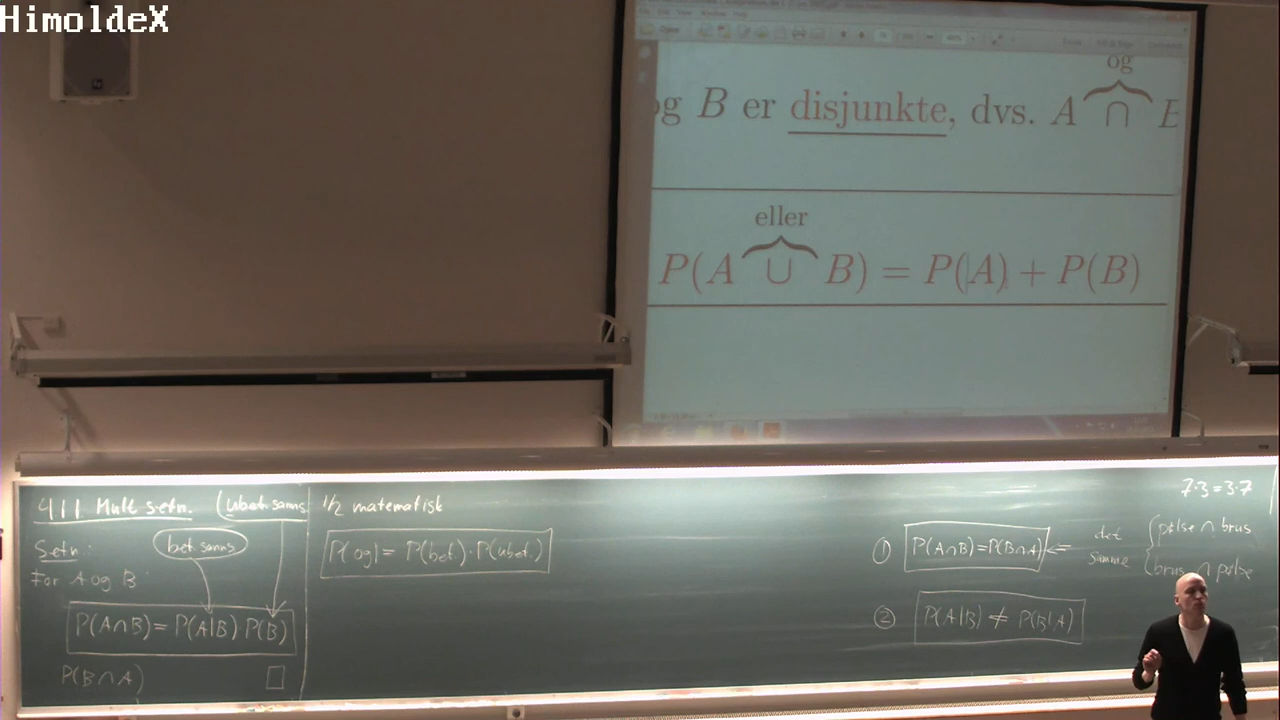 HimoldeX
og
og B er disjunkte, dvs. A ∩ B
eller
P(A ∪ B) = P(A) + P(B)
4.1.1 Mult.setn. (Ubet.sanns.
Setn:
bet.sanns
For A og B
P(A∩B) = P(A|B) P(B)
P(B∩A)
1/2 matematisk
P(og) = P(bet.)·P(ubet.)
7·3=3·7
① P(A∩B)=P(B∩A) ⇐ det samme { pølse ∩ brus
brus ∩ pølse
② P(A|B) ≠ P(B|A)